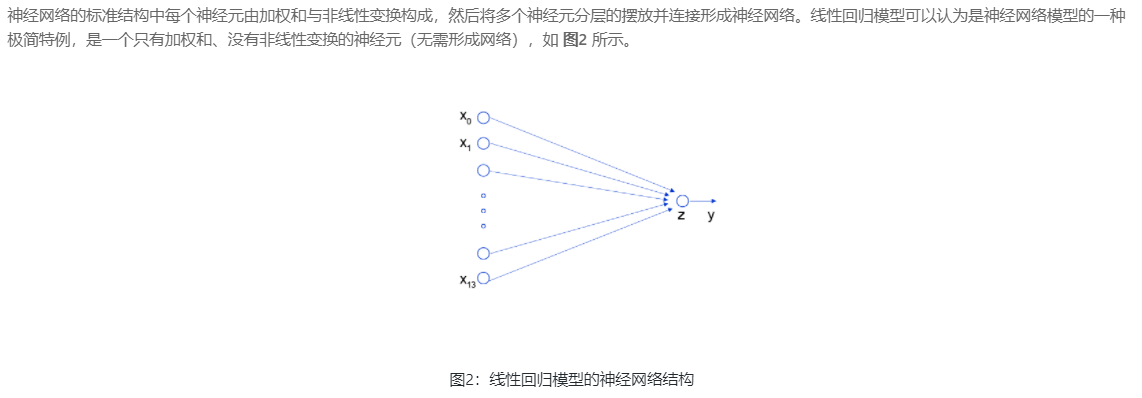 神经网络的标准结构中每个神经元由加权和与非线性变换构成，然后将多个神经元分层的摆放并连接形成神经网络。线性回归模型可以认为是神经网络模型的一种
极简特例，是一个只有加权和、没有非线性变换的神经元（无需形成网络），如 图2 所示。
x0
x1
z y
x13
图2：线性回归模型的神经网络结构